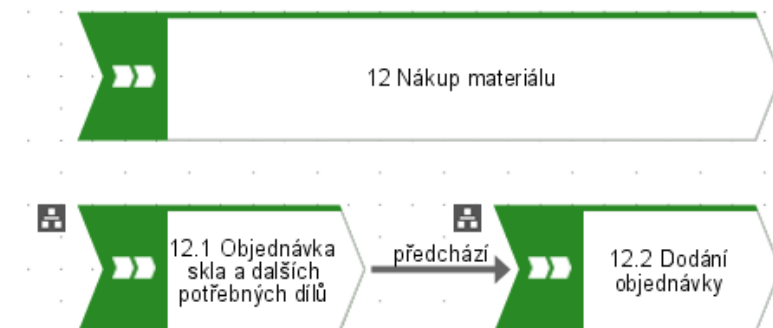 12 Nákup materiálu
12.1 Objednávka
skla a dalších
potřebných dílů
předchází
12.2 Dodání
objednávky